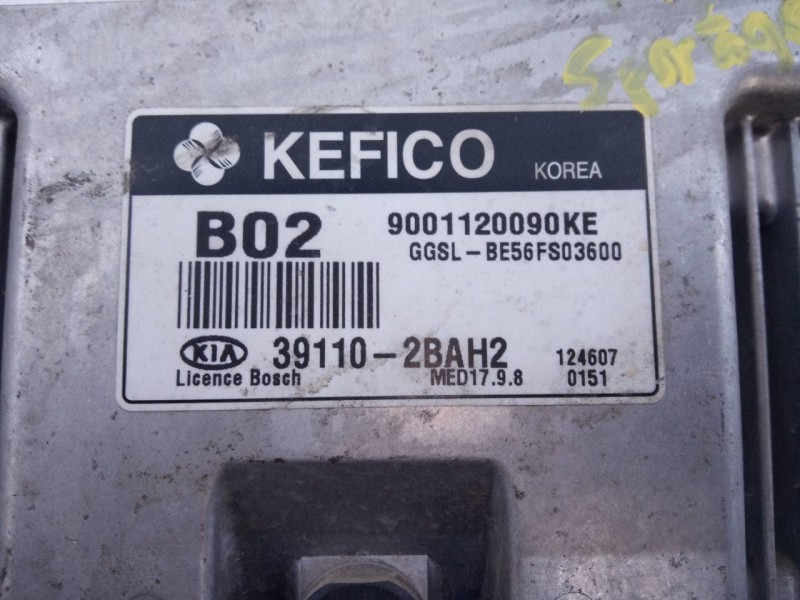 KEFICO KOREA
B02 9001120090KE
GGSL-BE56FS03600
KIA 39110-2BAH2 124607
Licence Bosch MED17.9.8 0151